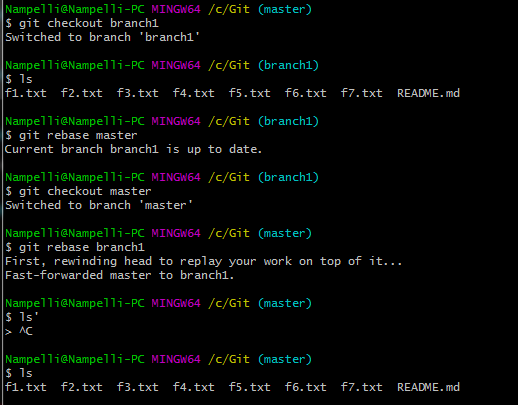 Nampelli@Nampelli-PC MINGW64 /c/Git (master)
$ git checkout branch1
Switched to branch 'branch1'
Nampelli@Nampelli-PC MINGW64 /c/Git (branch1)
$ ls
f1.txt  f2.txt  f3.txt  f4.txt  f5.txt  f6.txt  f7.txt  README.md
Nampelli@Nampelli-PC MINGW64 /c/Git (branch1)
$ git rebase master
Current branch branch1 is up to date.
Nampelli@Nampelli-PC MINGW64 /c/Git (branch1)
$ git checkout master
Switched to branch 'master'
Nampelli@Nampelli-PC MINGW64 /c/Git (master)
$ git rebase branch1
First, rewinding head to replay your work on top of it...
Fast-forwarded master to branch1.
Nampelli@Nampelli-PC MINGW64 /c/Git (master)
$ ls'
> ^C
Nampelli@Nampelli-PC MINGW64 /c/Git (master)
$ ls
f1.txt  f2.txt  f3.txt  f4.txt  f5.txt  f6.txt  f7.txt  README.md